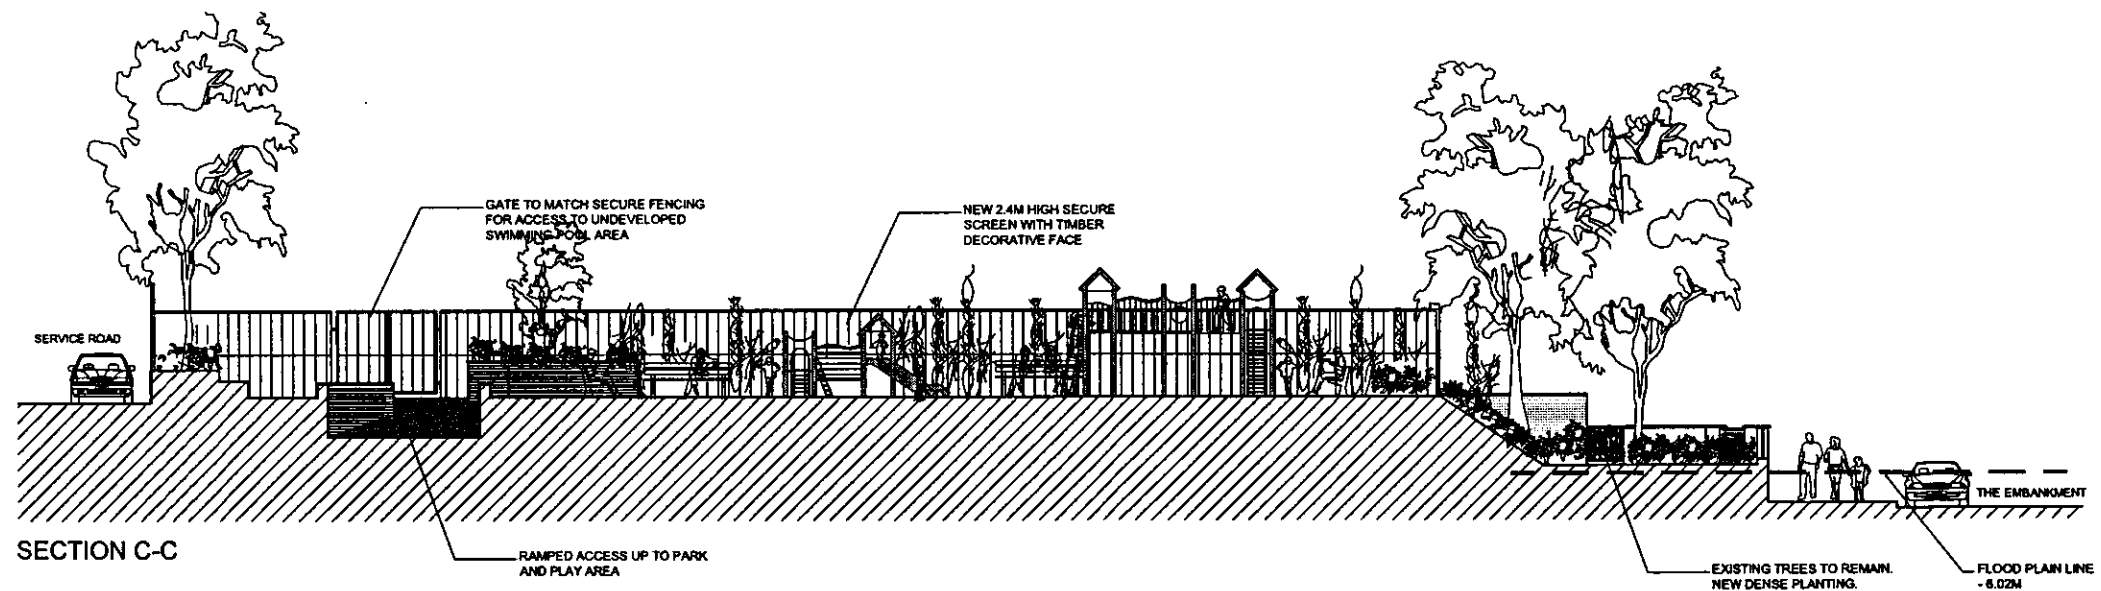 GATE TO MATCH SECURE FENCING
FOR ACCESS TO UNDEVELOPED
SWIMMING POOL AREA
NEW 2.4M HIGH SECURE
SCREEN WITH TIMBER
DECORATIVE FACE
SERVICE ROAD
THE EMBANKMENT
SECTION C-C
RAMPED ACCESS UP TO PARK
AND PLAY AREA
EXISTING TREES TO REMAIN.
NEW DENSE PLANTING.
FLOOD PLAIN LINE
- 6.02M